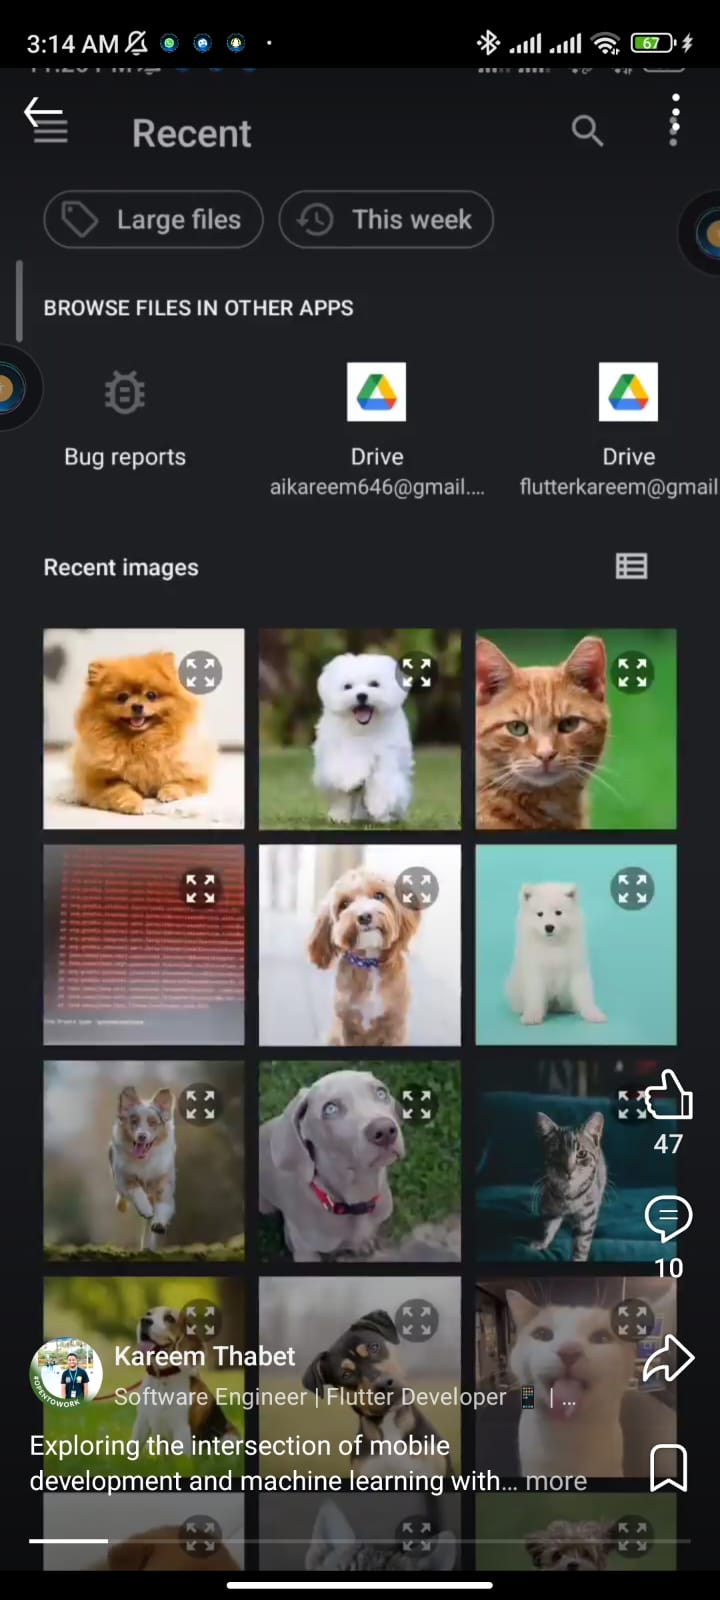 3:14 AM
67
Recent
Large files
This week
BROWSE FILES IN OTHER APPS
Bug reports
Drive
Drive
aikareem646@gmail....
flutterkareem@gmail
Recent images
47
10
Kareem Thabet
#OPENTOWORK
Software Engineer | Flutter Developer 📱 | ...
Exploring the intersection of mobile
development and machine learning with... more